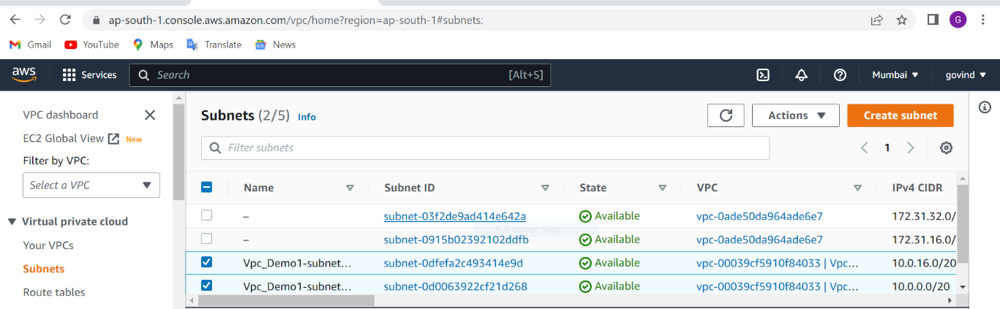 ap-south-1.console.aws.amazon.com/vpc/home?region=ap-south-1#subnets:
G
Gmail YouTube Maps Translate News
aws Services Search [Alt+S] Mumbai govind
VPC dashboard
EC2 Global View New
Filter by VPC:
Select a VPC
Virtual private cloud
Your VPCs
Subnets
Route tables
Subnets (2/5) Info Actions Create subnet
Filter subnets 1
Name Subnet ID State VPC IPv4 CIDR
– subnet-03f2de9ad414e642a Available vpc-0ade50da964ade6e7 172.31.32.0/
Full-screen Snip
– subnet-0915b02392102ddfb Available vpc-0ade50da964ade6e7 172.31.16.0/
Vpc_Demo1-subnet... subnet-0dfefa2c493414e9d Available vpc-00039cf5910f84033 | Vpc... 10.0.16.0/20
Vpc_Demo1-subnet... subnet-0d0063922cf21d268 Available vpc-00039cf5910f84033 | Vpc... 10.0.0.0/20